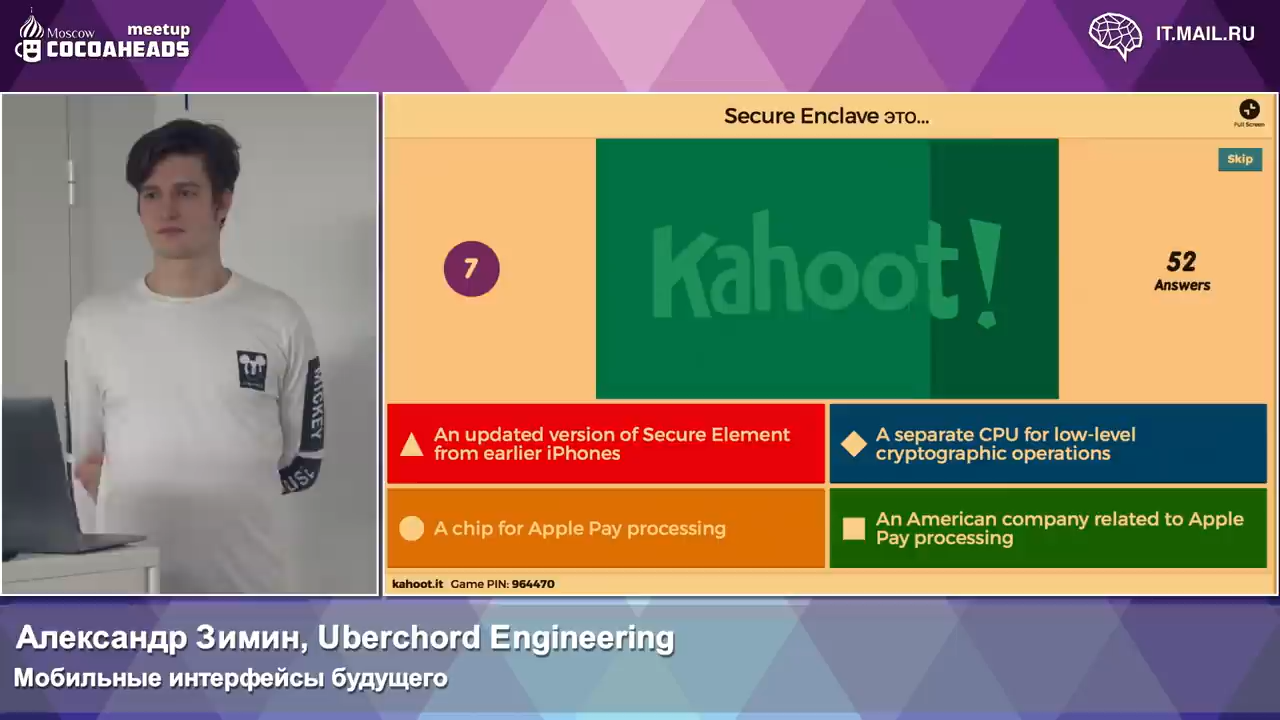 Moscow
meetup
COCOAHEADS
IT.MAIL.RU
Secure Enclave это...
Full Screen
Skip
7
Kahoot!
52
Answers
An updated version of Secure Element
from earlier iPhones
A separate CPU for low-level
cryptographic operations
A chip for Apple Pay processing
An American company related to Apple
Pay processing
kahoot.it Game PIN: 964470
MICKEY
Александр Зимин, Uberchord Engineering
Мобильные интерфейсы будущего